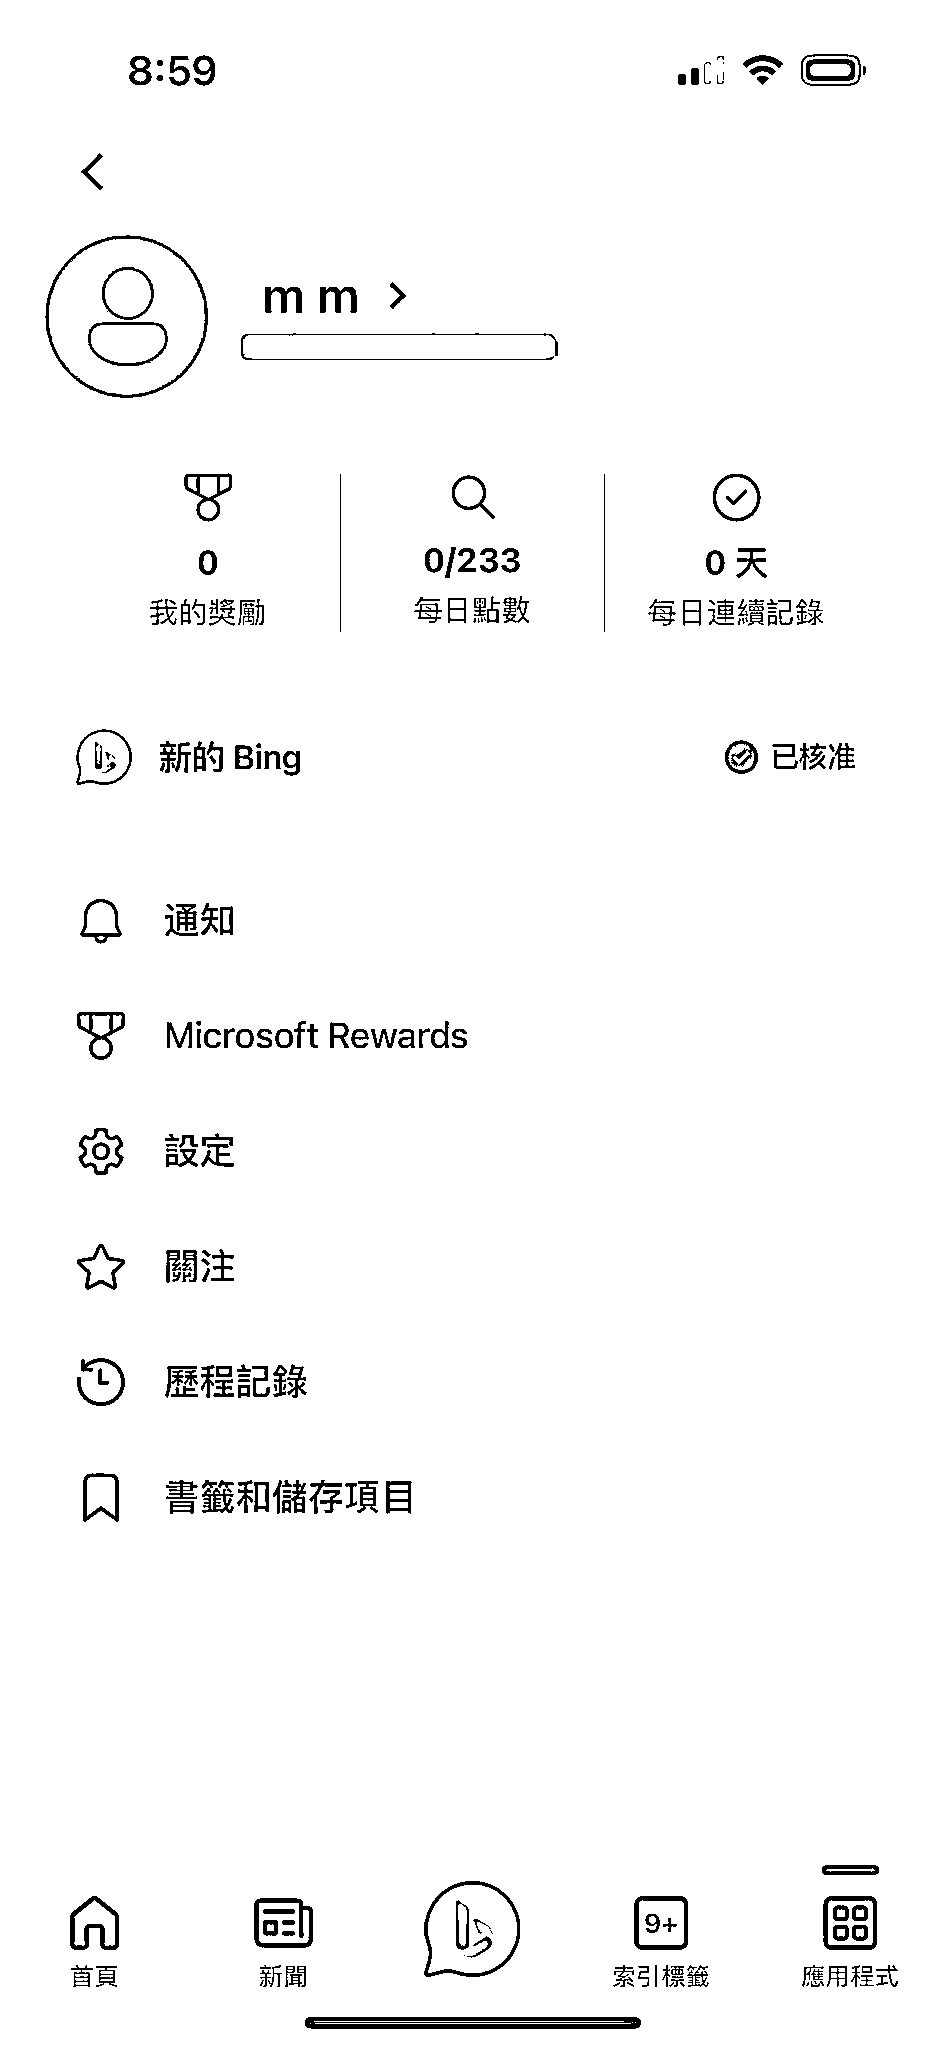 8:59
m m
0
0/233
0 天
我的獎勵
每日點數
每日連續記錄
新的 Bing
已核准
通知
Microsoft Rewards
設定
關注
歷程記錄
書籤和儲存項目
9+
首頁
新聞
索引標籤
應用程式